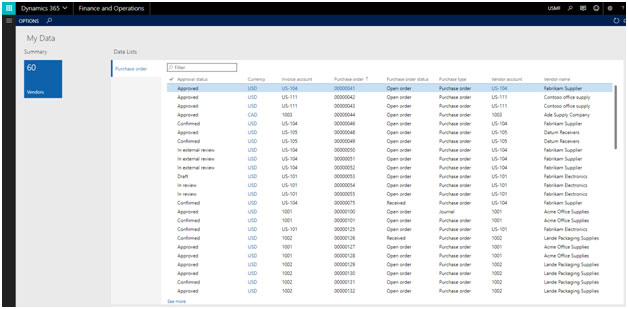 Dynamics 365 Finance and Operations USMF ?
OPTIONS
My Data
Summary Data Lists
60
Vendors
Purchase order
Filter
Approval status Currency Invoice account Purchase order ↑ Purchase order status Purchase type Vendor account Vendor name
Approved USD US-104 00000041 Open order Purchase order US-104 Fabrikam Supplier
Approved USD US-111 00000042 Open order Purchase order US-111 Contoso office supply
Approved USD US-111 00000043 Open order Purchase order US-111 Contoso office supply
Approved CAD 1003 00000044 Open order Purchase order 1003 Ade Supply Company
Confirmed USD US-104 00000046 Open order Purchase order US-104 Fabrikam Supplier
Approved USD US-105 00000048 Open order Purchase order US-105 Datum Receivers
Confirmed USD US-105 00000049 Open order Purchase order US-105 Datum Receivers
In external review USD US-104 00000050 Open order Purchase order US-104 Fabrikam Supplier
In external review USD US-104 00000051 Open order Purchase order US-104 Fabrikam Supplier
In external review USD US-104 00000052 Open order Purchase order US-104 Fabrikam Supplier
Draft USD US-101 00000053 Open order Purchase order US-101 Fabrikam Electronics
In review USD US-101 00000054 Open order Purchase order US-101 Fabrikam Electronics
In review USD US-101 00000055 Open order Purchase order US-101 Fabrikam Electronics
Confirmed USD US-104 00000075 Received Purchase order US-104 Fabrikam Supplier
Approved USD 1001 00000100 Open order Journal 1001 Acme Office Supplies
Confirmed USD 1001 00000101 Open order Purchase order 1001 Acme Office Supplies
Confirmed USD US-101 00000125 Open order Purchase order US-101 Fabrikam Electronics
Confirmed USD 1002 00000126 Received Purchase order 1002 Lande Packaging Supplies
Approved USD 1001 00000127 Open order Purchase order 1001 Acme Office Supplies
Approved USD 1001 00000128 Open order Purchase order 1001 Acme Office Supplies
Approved USD 1002 00000129 Open order Purchase order 1002 Lande Packaging Supplies
Approved USD 1002 00000130 Open order Purchase order 1002 Lande Packaging Supplies
Confirmed USD 1002 00000131 Open order Purchase order 1002 Lande Packaging Supplies
Approved USD 1002 00000132 Open order Purchase order 1002 Lande Packaging Supplies
See more